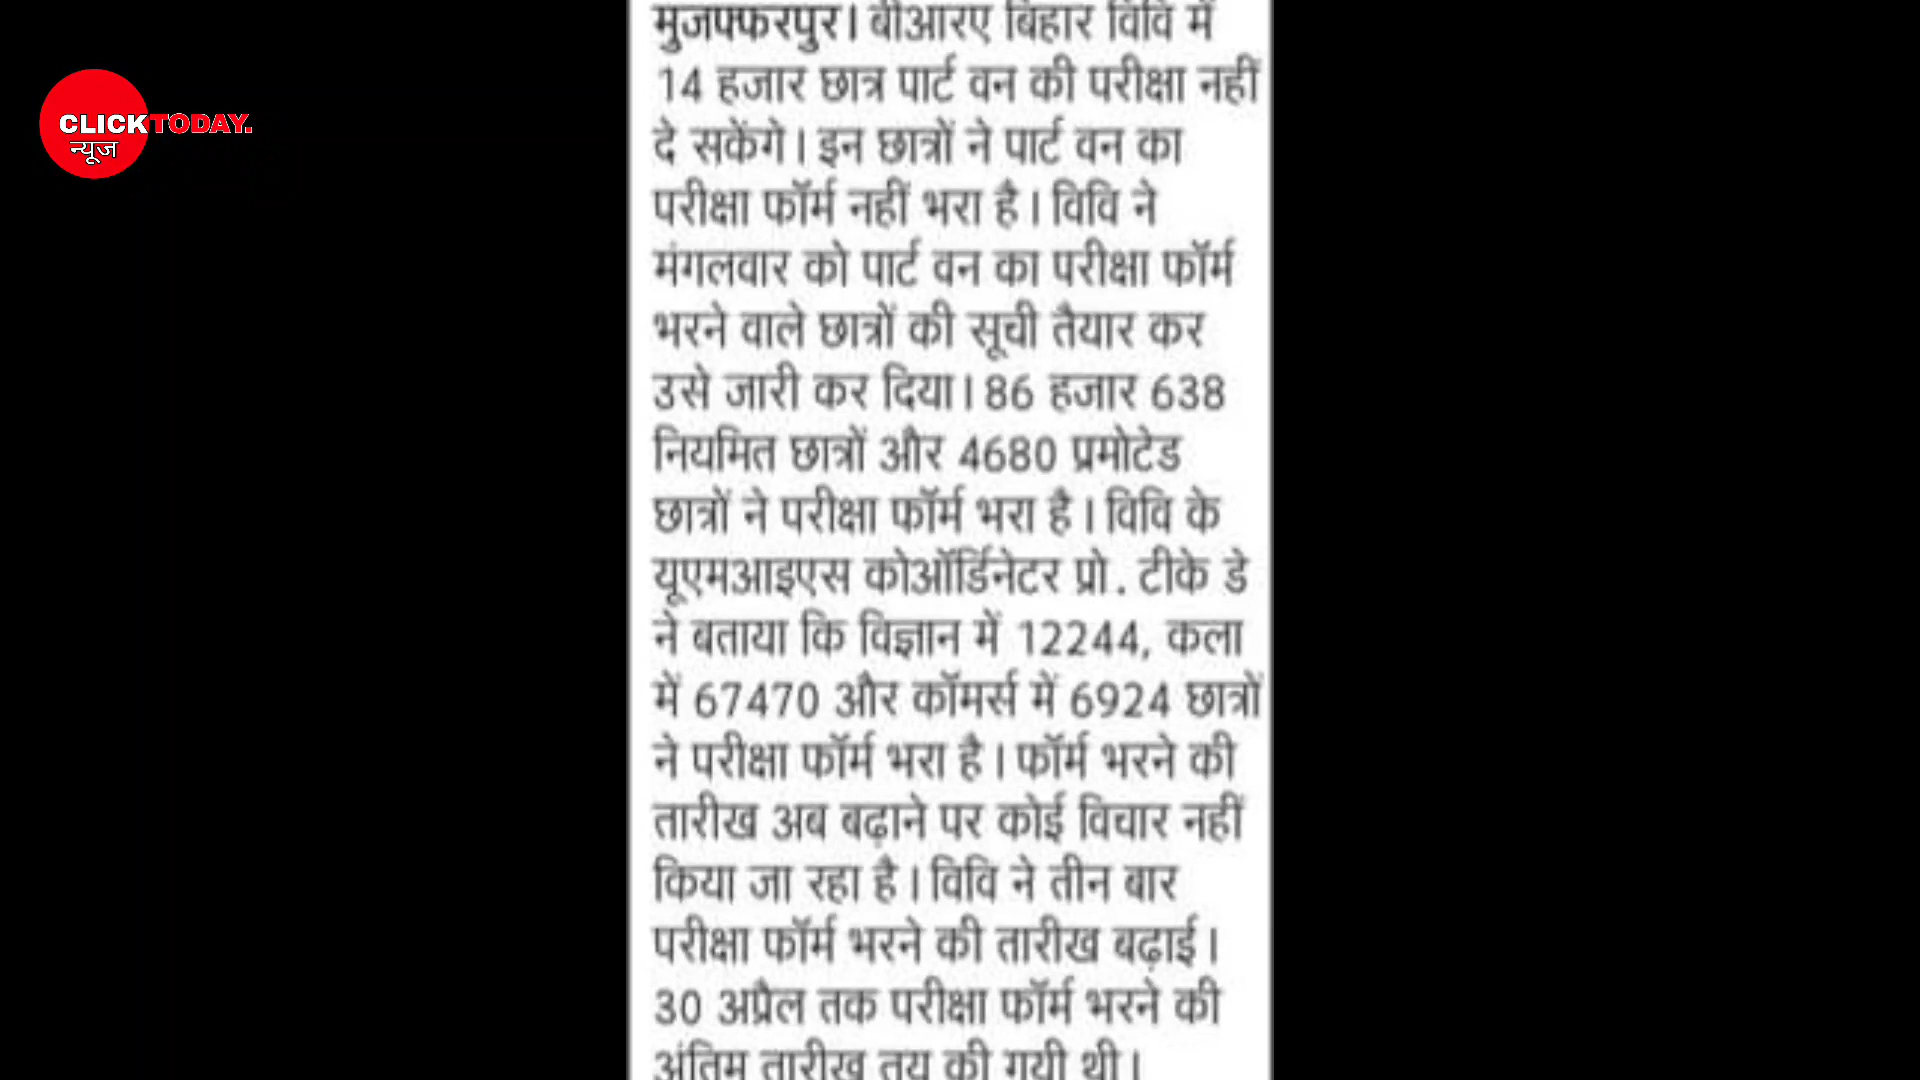 CLICKTODAY.
न्यूज
मुजफ्फरपुर। बीआरए बिहार विवि में
14 हजार छात्र पार्ट वन की परीक्षा नहीं
दे सकेंगे। इन छात्रों ने पार्ट वन का
परीक्षा फॉर्म नहीं भरा है। विवि ने
मंगलवार को पार्ट वन का परीक्षा फॉर्म
भरने वाले छात्रों की सूची तैयार कर
उसे जारी कर दिया। 86 हजार 638
नियमित छात्रों और 4680 प्रमोटेड
छात्रों ने परीक्षा फॉर्म भरा है। विवि के
यूएमआइएस कोऑर्डिनेटर प्रो. टीके डे
ने बताया कि विज्ञान में 12244, कला
में 67470 और कॉमर्स में 6924 छात्रों
ने परीक्षा फॉर्म भरा है। फॉर्म भरने की
तारीख अब बढ़ाने पर कोई विचार नहीं
किया जा रहा है। विवि ने तीन बार
परीक्षा फॉर्म भरने की तारीख बढ़ाई।
30 अप्रैल तक परीक्षा फॉर्म भरने की
अंतिम तारीख तय की गयी थी।